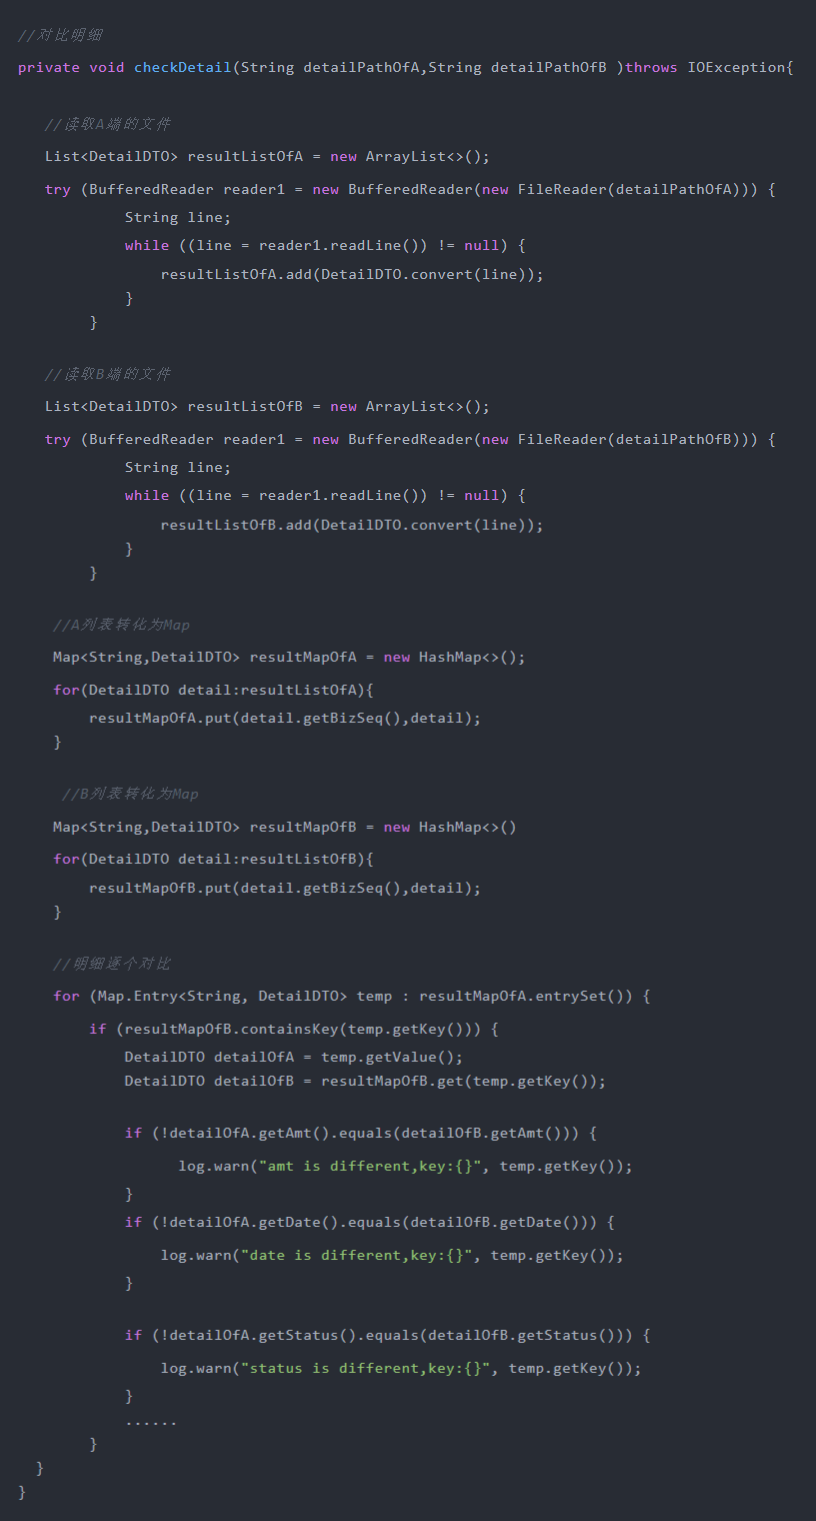 //对比明细
private void checkDetail(String detailPathOfA,String detailPathOfB )throws IOException{
//读取A端的文件
List<DetailDTO> resultListOfA = new ArrayList<>();
try (BufferedReader reader1 = new BufferedReader(new FileReader(detailPathOfA))) {
String line;
while ((line = reader1.readLine()) != null) {
resultListOfA.add(DetailDTO.convert(line));
}
}
//读取B端的文件
List<DetailDTO> resultListOfB = new ArrayList<>();
try (BufferedReader reader1 = new BufferedReader(new FileReader(detailPathOfB))) {
String line;
while ((line = reader1.readLine()) != null) {
resultListOfB.add(DetailDTO.convert(line));
}
}
//A列表转化为Map
Map<String,DetailDTO> resultMapOfA = new HashMap<>();
for(DetailDTO detail:resultListOfA){
resultMapOfA.put(detail.getBizSeq(),detail);
}
//B列表转化为Map
Map<String,DetailDTO> resultMapOfB = new HashMap<>()
for(DetailDTO detail:resultListOfB){
resultMapOfB.put(detail.getBizSeq(),detail);
}
//明细逐个对比
for (Map.Entry<String, DetailDTO> temp : resultMapOfA.entrySet()) {
if (resultMapOfB.containsKey(temp.getKey())) {
DetailDTO detailOfA = temp.getValue();
DetailDTO detailOfB = resultMapOfB.get(temp.getKey());
if (!detailOfA.getAmt().equals(detailOfB.getAmt())) {
log.warn("amt is different,key:{}", temp.getKey());
}
if (!detailOfA.getDate().equals(detailOfB.getDate())) {
log.warn("date is different,key:{}", temp.getKey());
}
if (!detailOfA.getStatus().equals(detailOfB.getStatus())) {
log.warn("status is different,key:{}", temp.getKey());
}
......
}
}
}